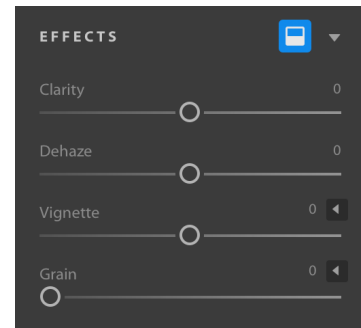 EFFECTS
Clarity 0
Dehaze 0
Vignette 0
Grain 0